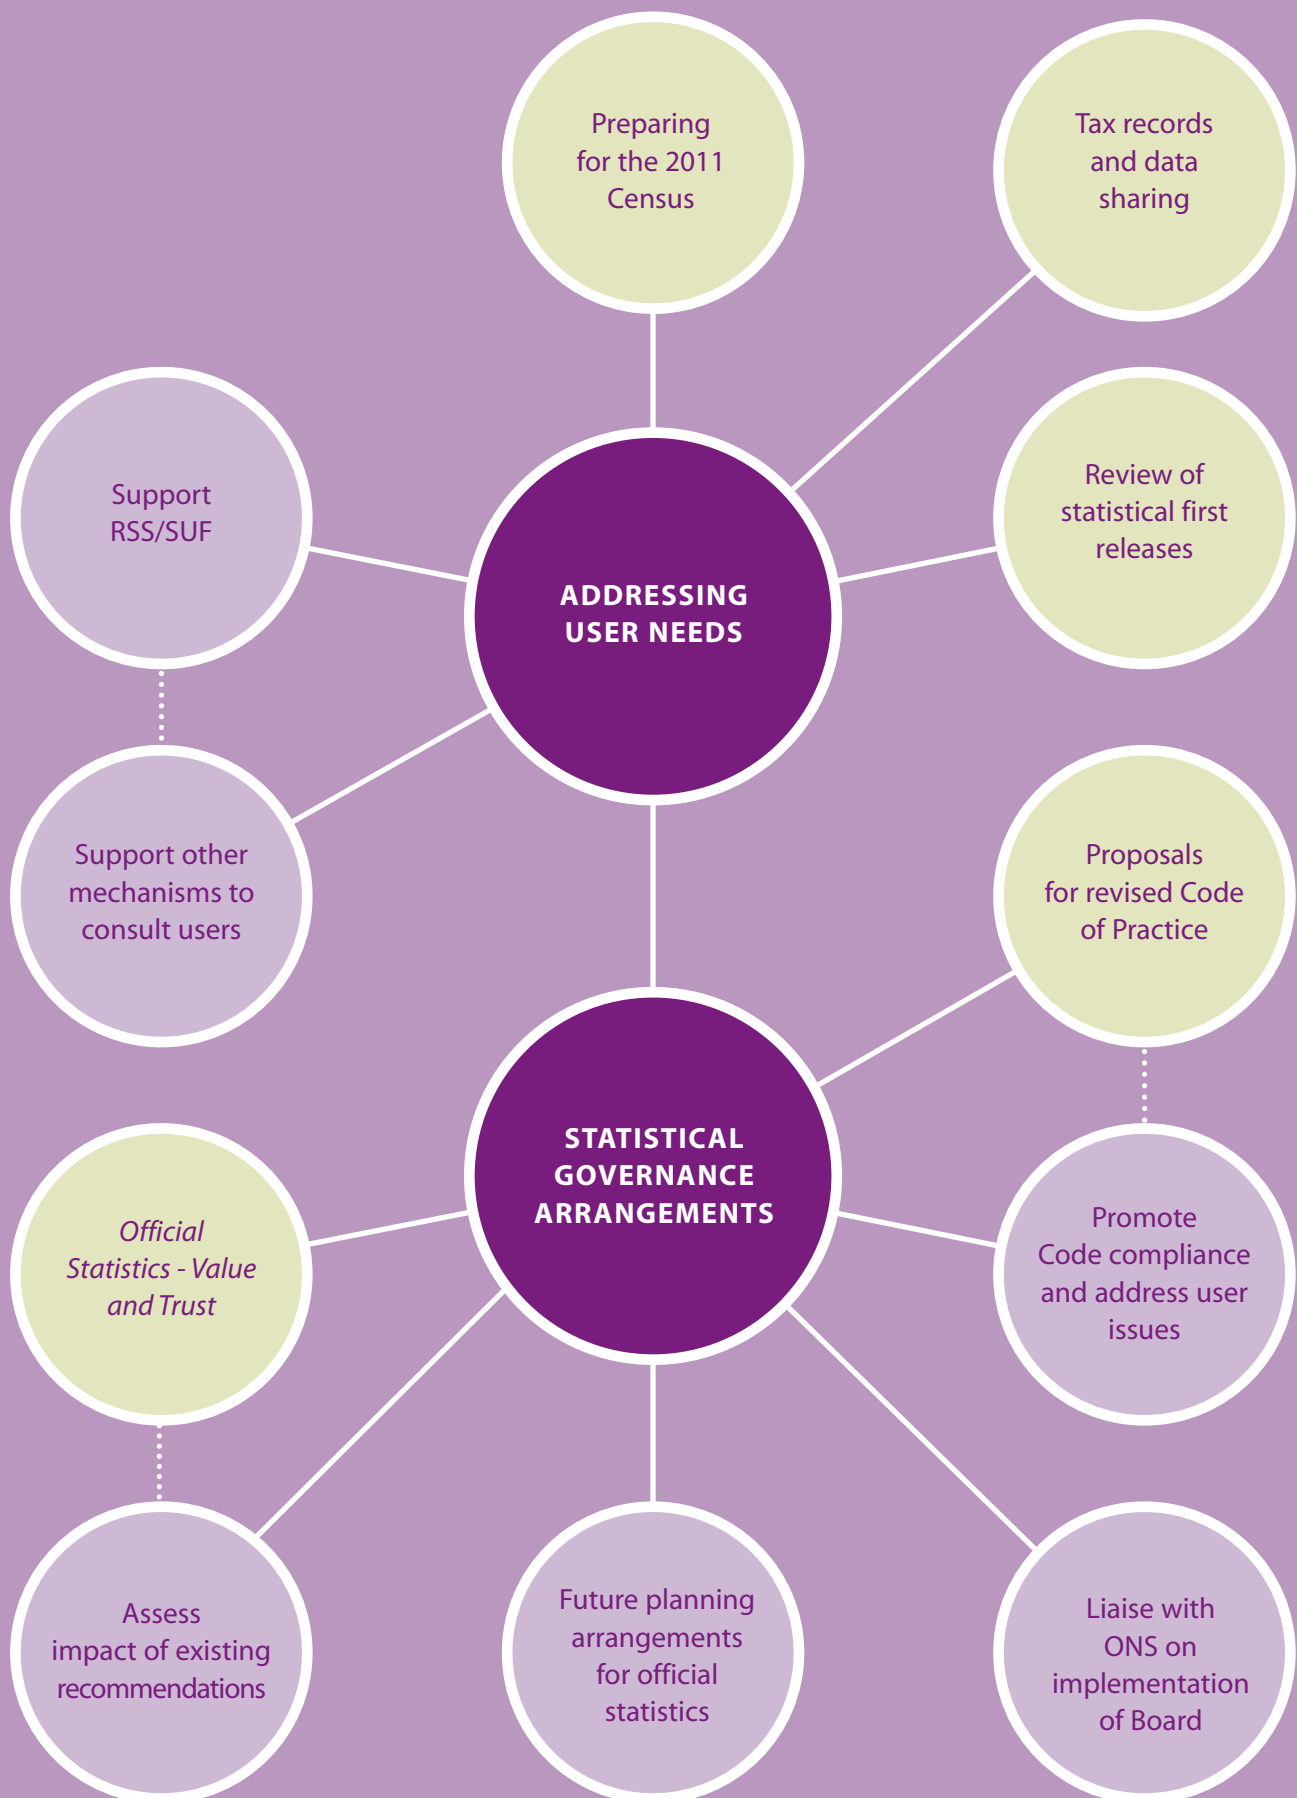 Preparing
for the 2011
Census
Tax records
and data
sharing
Support
RSS/SUF
ADDRESSING
USER NEEDS
Review of
statistical first
releases
Support other
mechanisms to
consult users
Proposals
for revised Code
of Practice
Official
Statistics - Value
and Trust
STATISTICAL
GOVERNANCE
ARRANGEMENTS
Promote
Code compliance
and address user
issues
Assess
impact of existing
recommendations
Future planning
arrangements
for official
statistics
Liaise with
ONS on
implementation
of Board